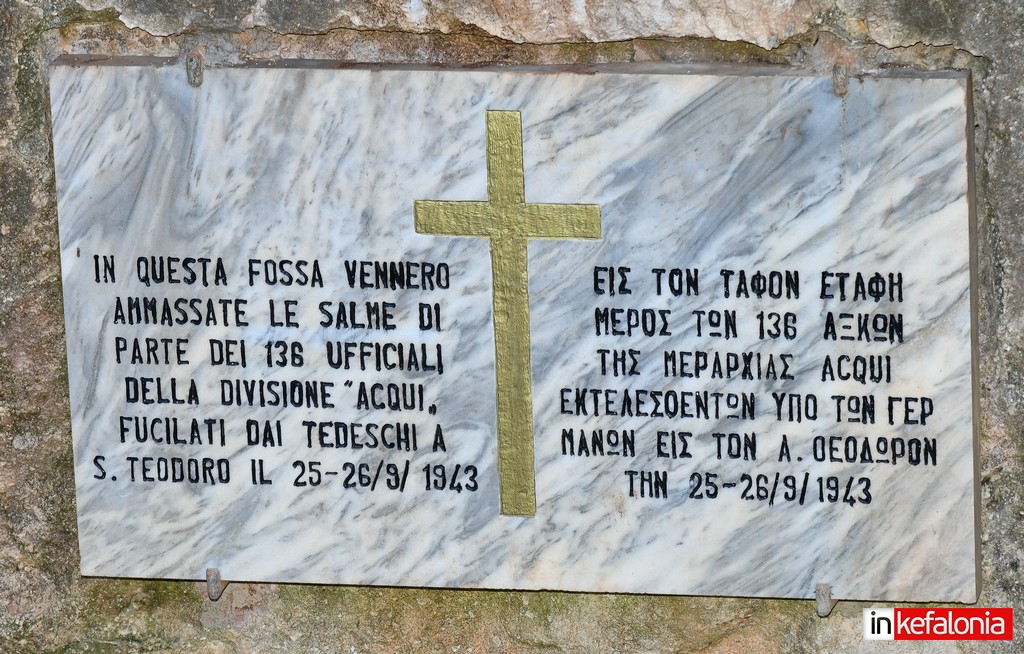 IN QUESTA FOSSA VENNERO
AMMASSATE LE SALME DI
PARTE DEI 136 UFFICIALI
DELLA DIVISIONE "ACQUI„
FUCILATI DAI TEDESCHI A
S. TEODORO IL 25-26/9/1943
ΕΙΣ ΤΟΝ ΤΑΦΟΝ ΕΤΑΦΗ
ΜΕΡΟΣ ΤΩΝ 136 ΑΞΚΩΝ
ΤΗΣ ΜΕΡΑΡΧΙΑΣ ACQUI
ΕΚΤΕΛΕΣΘΕΝΤΩΝ ΥΠΟ ΤΩΝ ΓΕΡ
ΜΑΝΩΝ ΕΙΣ ΤΟΝ Α. ΘΕΟΔΩΡΟΝ
ΤΗΝ 25-26/9/1943
inkefalonia